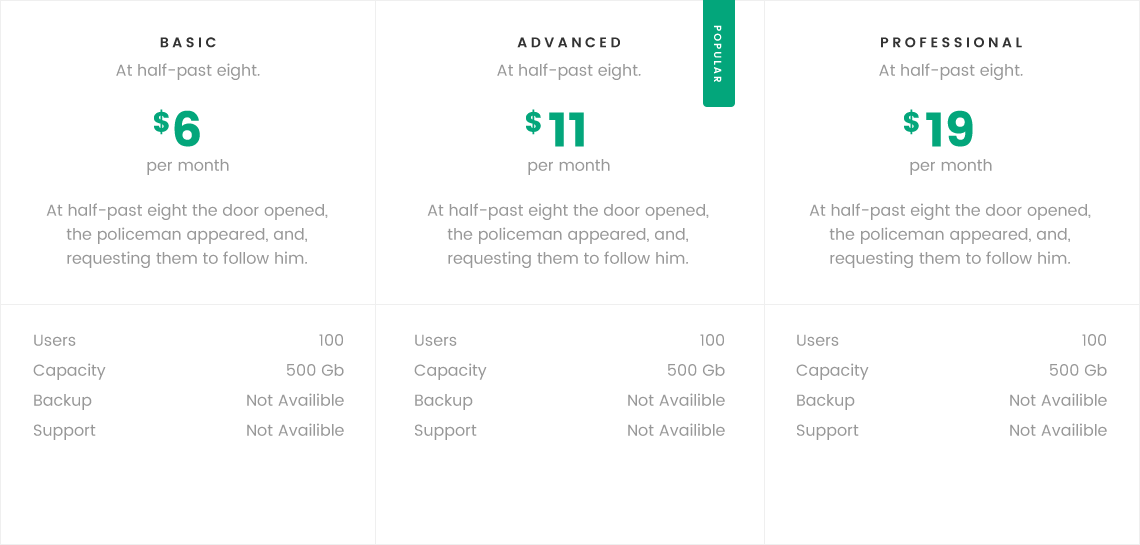 BASIC
At half-past eight.
$6
per month
At half-past eight the door opened,
the policeman appeared, and,
requesting them to follow him.
Users 100
Capacity 500 Gb
Backup Not Availible
Support Not Availible
ADVANCED
POPULAR
At half-past eight.
$11
per month
At half-past eight the door opened,
the policeman appeared, and,
requesting them to follow him.
Users 100
Capacity 500 Gb
Backup Not Availible
Support Not Availible
PROFESSIONAL
At half-past eight.
$19
per month
At half-past eight the door opened,
the policeman appeared, and,
requesting them to follow him.
Users 100
Capacity 500 Gb
Backup Not Availible
Support Not Availible